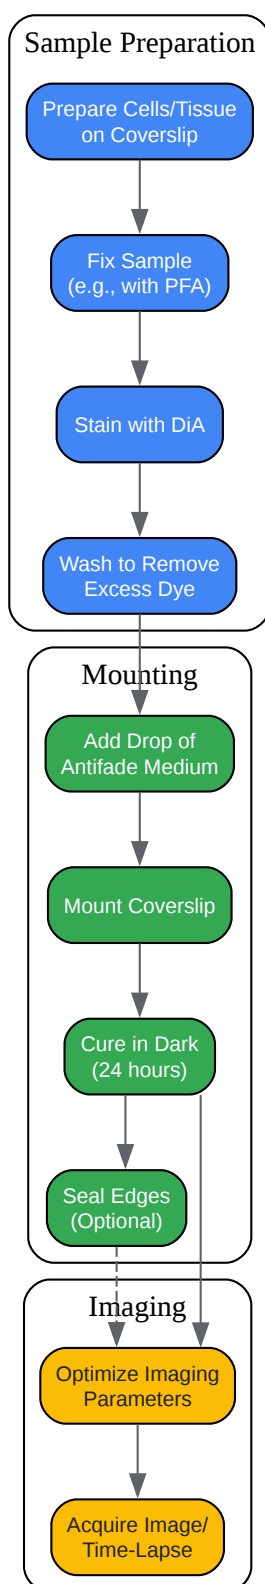 Sample Preparation
Prepare Cells/Tissue
on Coverslip
Fix Sample
(e.g., with PFA)
Stain with DiA
Wash to Remove
Excess Dye
Mounting
Add Drop of
Antifade Medium
Mount Coverslip
Cure in Dark
(24 hours)
Seal Edges
(Optional)
Imaging
Optimize Imaging
Parameters
Acquire Image/
Time-Lapse